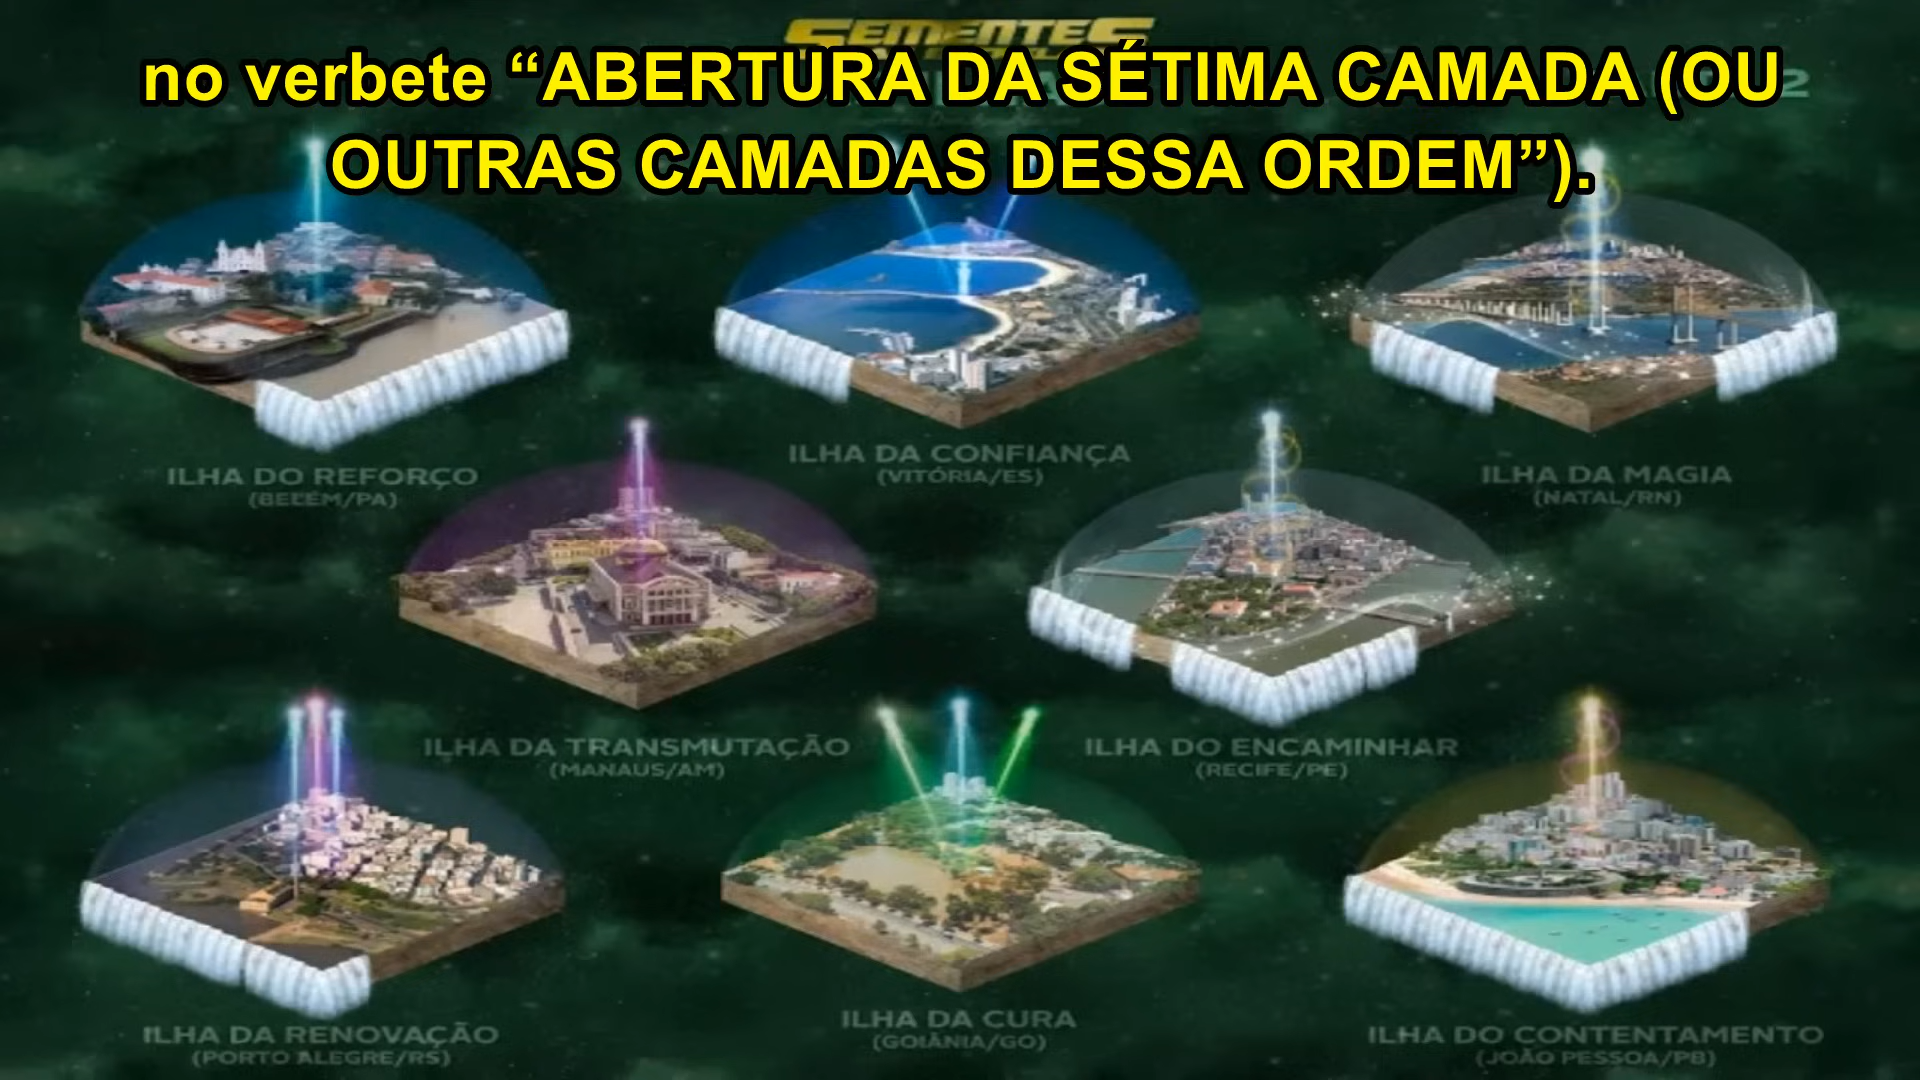 SEMENTES
no verbete “ABERTURA DA SÉTIMA CAMADA (OU
2
OUTRAS CAMADAS DESSA ORDEM”).
ILHA DO REFORÇO
(BELÉM/PA)
ILHA DA CONFIANÇA
(VITÓRIA/ES)
ILHA DA MAGIA
(NATAL/RN)
ILHA DA TRANSMUTAÇÃO
(MANAUS/AM)
ILHA DO ENCAMINHAR
(RECIFE/PE)
ILHA DA RENOVAÇÃO
(PORTO ALEGRE/RS)
ILHA DA CURA
(GOIÂNIA/GO)
ILHA DO CONTENTAMENTO
(JOÃO PESSOA/PB)